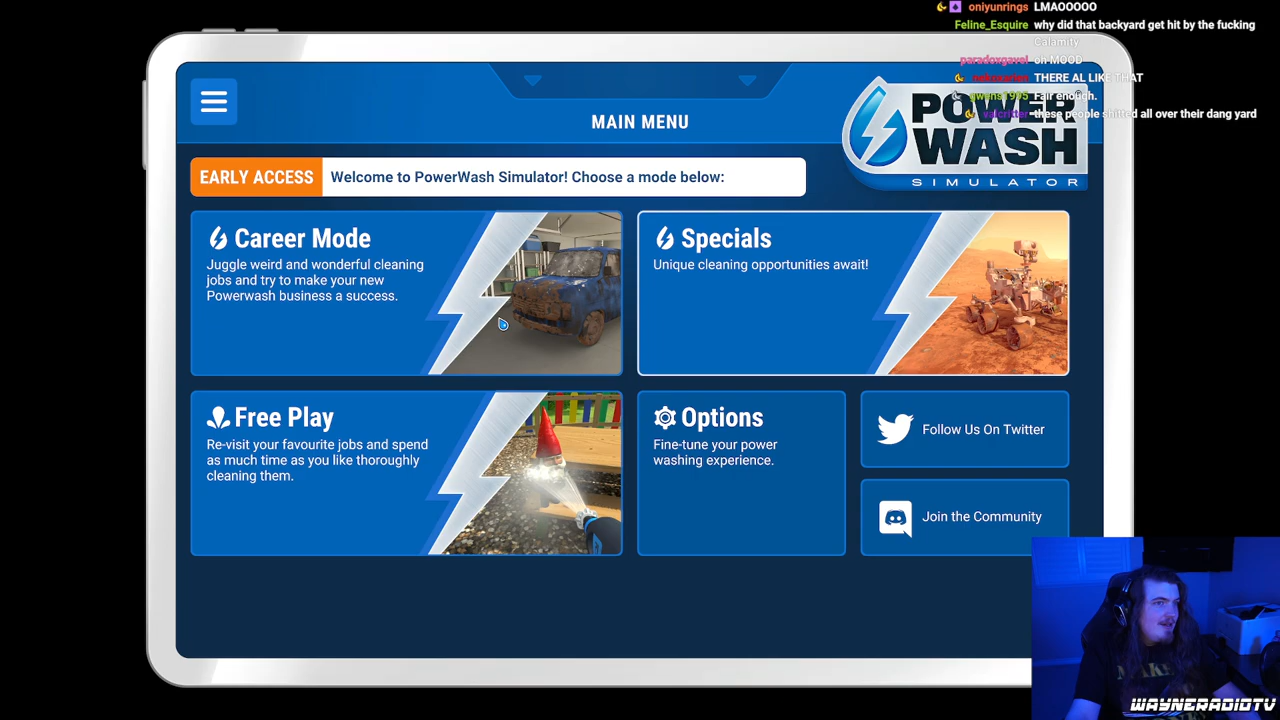 oniyunrings LMAOOOOO
Feline_Esquire why did that backyard get hit by the fucking
Calamity
paradoxgavel oh MOOD
THERE AL LIKE THAT
gwens1995 Fair enough.
valcritter these people shitted all over their dang yard
MAIN MENU
POWER
WASH
SIMULATOR
EARLY ACCESS Welcome to PowerWash Simulator! Choose a mode below:
Career Mode
Juggle weird and wonderful cleaning
jobs and try to make your new
Powerwash business a success.
Specials
Unique cleaning opportunities await!
Free Play
Re-visit your favourite jobs and spend
as much time as you like thoroughly
cleaning them.
Options
Fine-tune your power
washing experience.
Follow Us On Twitter
Join the Community
WAYNERADIOTV